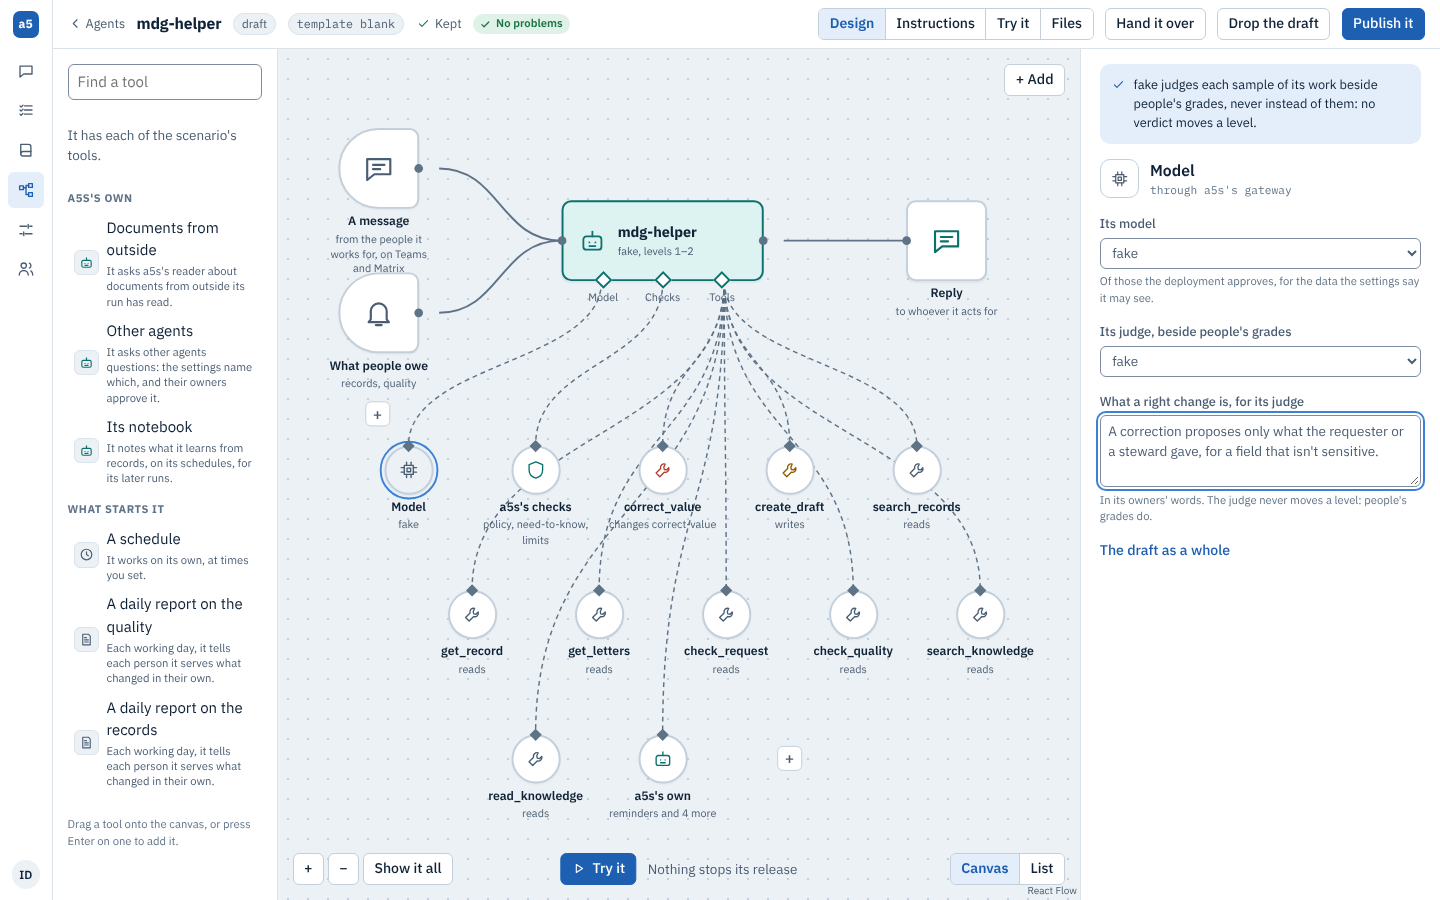 a5
Agents
mdg-helper
draft
template blank
Kept
No problems
Design
Instructions
Try it
Files
Hand it over
Drop the draft
Publish it
Find a tool
It has each of the scenario's
tools.
A5S'S OWN
Documents from
outside
It asks a5s's reader about
documents from outside its
run has read.
Other agents
It asks other agents
questions: the settings name
which, and their owners
approve it.
Its notebook
It notes what it learns from
records, on its schedules, for
its later runs.
WHAT STARTS IT
A schedule
It works on its own, at times
you set.
A daily report on the
quality
Each working day, it tells
each person it serves what
changed in their own.
A daily report on the
records
Each working day, it tells
each person it serves what
changed in their own.
Drag a tool onto the canvas, or press
Enter on one to add it.
ID
+ Add
A message
from the people it
works for, on Teams
and Matrix
What people owe
records, quality
+
mdg-helper
fake, levels 1–2
Model
Checks
Tools
Reply
to whoever it acts for
Model
fake
a5s's checks
policy, need-to-know,
limits
correct_value
changes correct-value
create_draft
writes
search_records
reads
get_record
reads
get_letters
reads
check_request
reads
check_quality
reads
search_knowledge
reads
read_knowledge
reads
a5s's own
reminders and 4 more
+
+
−
Show it all
Try it
Nothing stops its release
Canvas
List
React Flow
fake judges each sample of its work beside
people's grades, never instead of them: no
verdict moves a level.
Model
through a5s's gateway
Its model
fake
Of those the deployment approves, for the data the settings say
it may see.
Its judge, beside people's grades
fake
What a right change is, for its judge
A correction proposes only what the requester or
a steward gave, for a field that isn't sensitive.
In its owners' words. The judge never moves a level: people's
grades do.
The draft as a whole